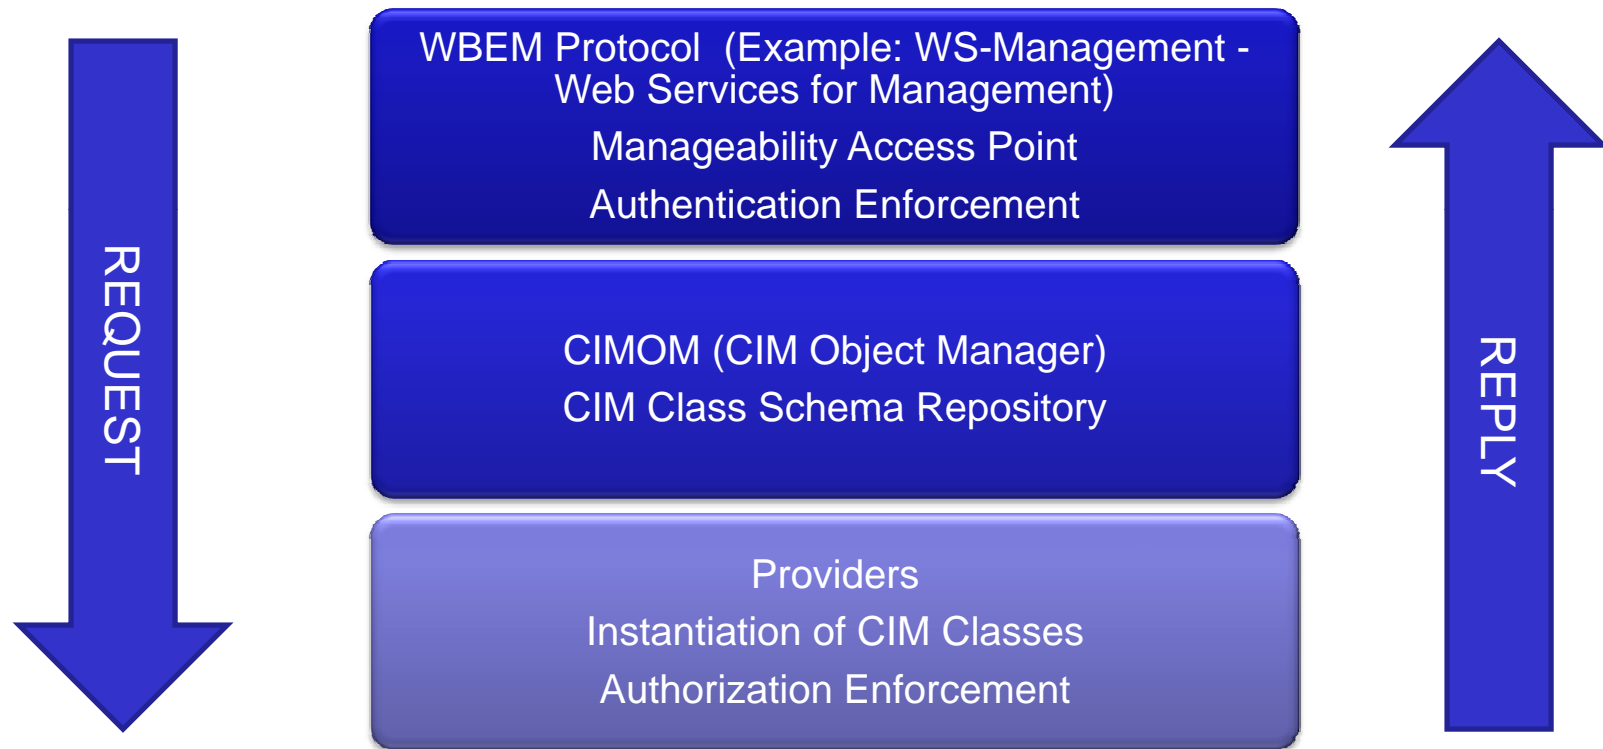 WBEM Protocol  (Example: WS-Management -
Web Services for Management)
Manageability Access Point
Authentication Enforcement
REQUEST
CIMOM (CIM Object Manager)
CIM Class Schema Repository
REPLY
Providers
Instantiation of CIM Classes
Authorization Enforcement